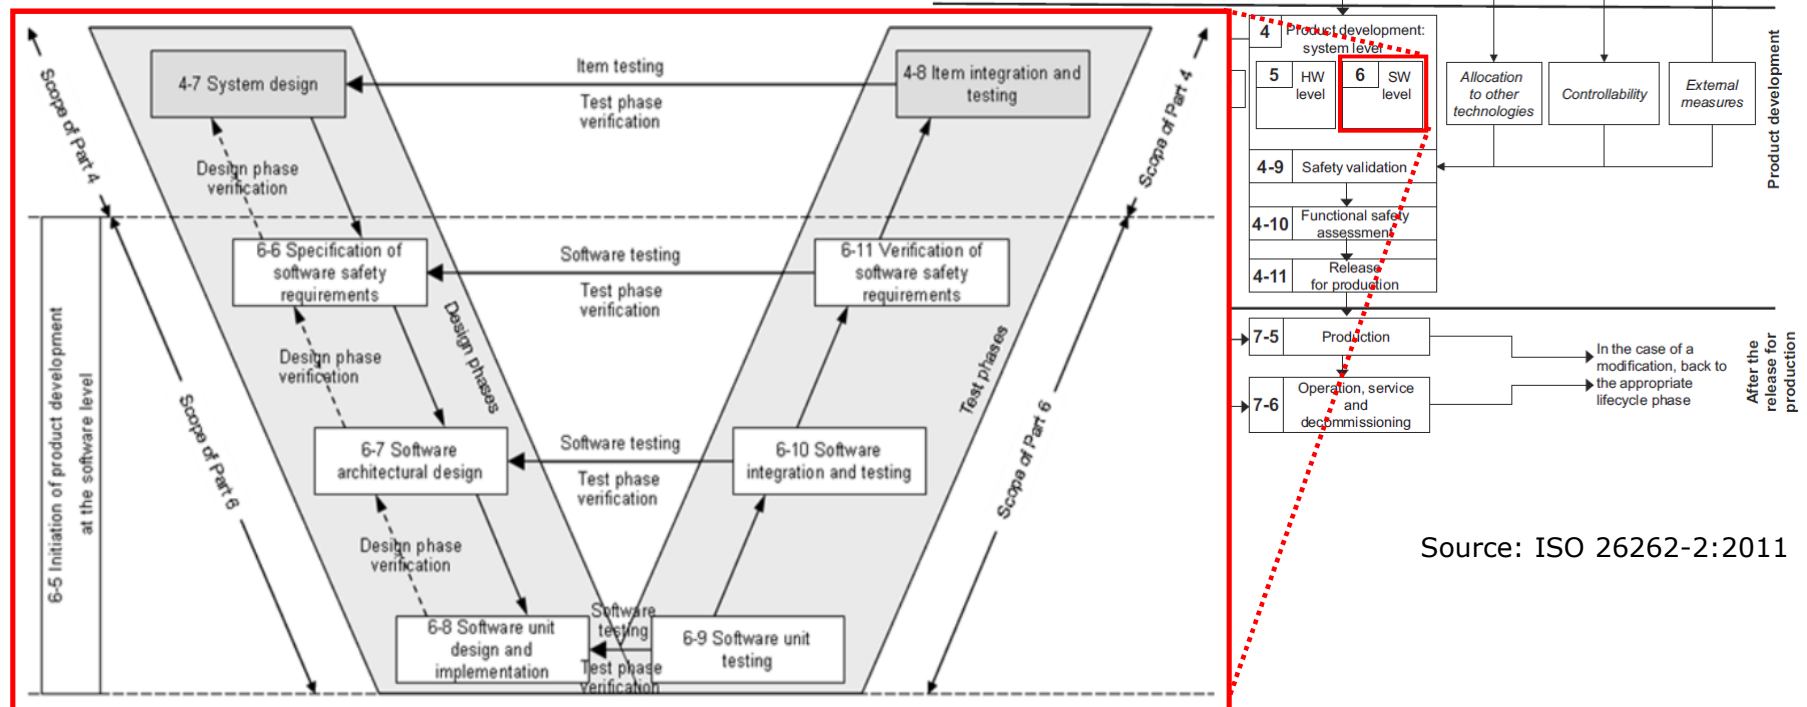 4-7 System design
Item testing
Test phase
verification
4-8 Item integration and
testing
Scope of Part 4
Scope of Part 4
Design phase
verification
6-6 Specification of
software safety
requirements
Software testing
Test phase
verification
6-11 Verification of
software safety
requirements
Design phases
Test phases
Design phase
verification
6-7 Software
architectural design
Software testing
Test phase
verification
6-10 Software
integration and testing
Scope of Part 6
Scope of Part 6
Design phase
verification
6-8 Software unit
design and
implementation
Software
testing
Test phase
verification
6-9 Software unit
testing
6-5 Initiation of product development
at the software level
4
Product development:
system level
5
HW
level
6
SW
level
Allocation
to other
technologies
Controllability
External
measures
Product development
4-9
Safety validation
4-10
Functional safety
assessment
4-11
Release
for production
7-5
Production
7-6
Operation, service
and
decommissioning
In the case of a
modification, back to
the appropriate
lifecycle phase
After the
release for
production
Source: ISO 26262-2:2011